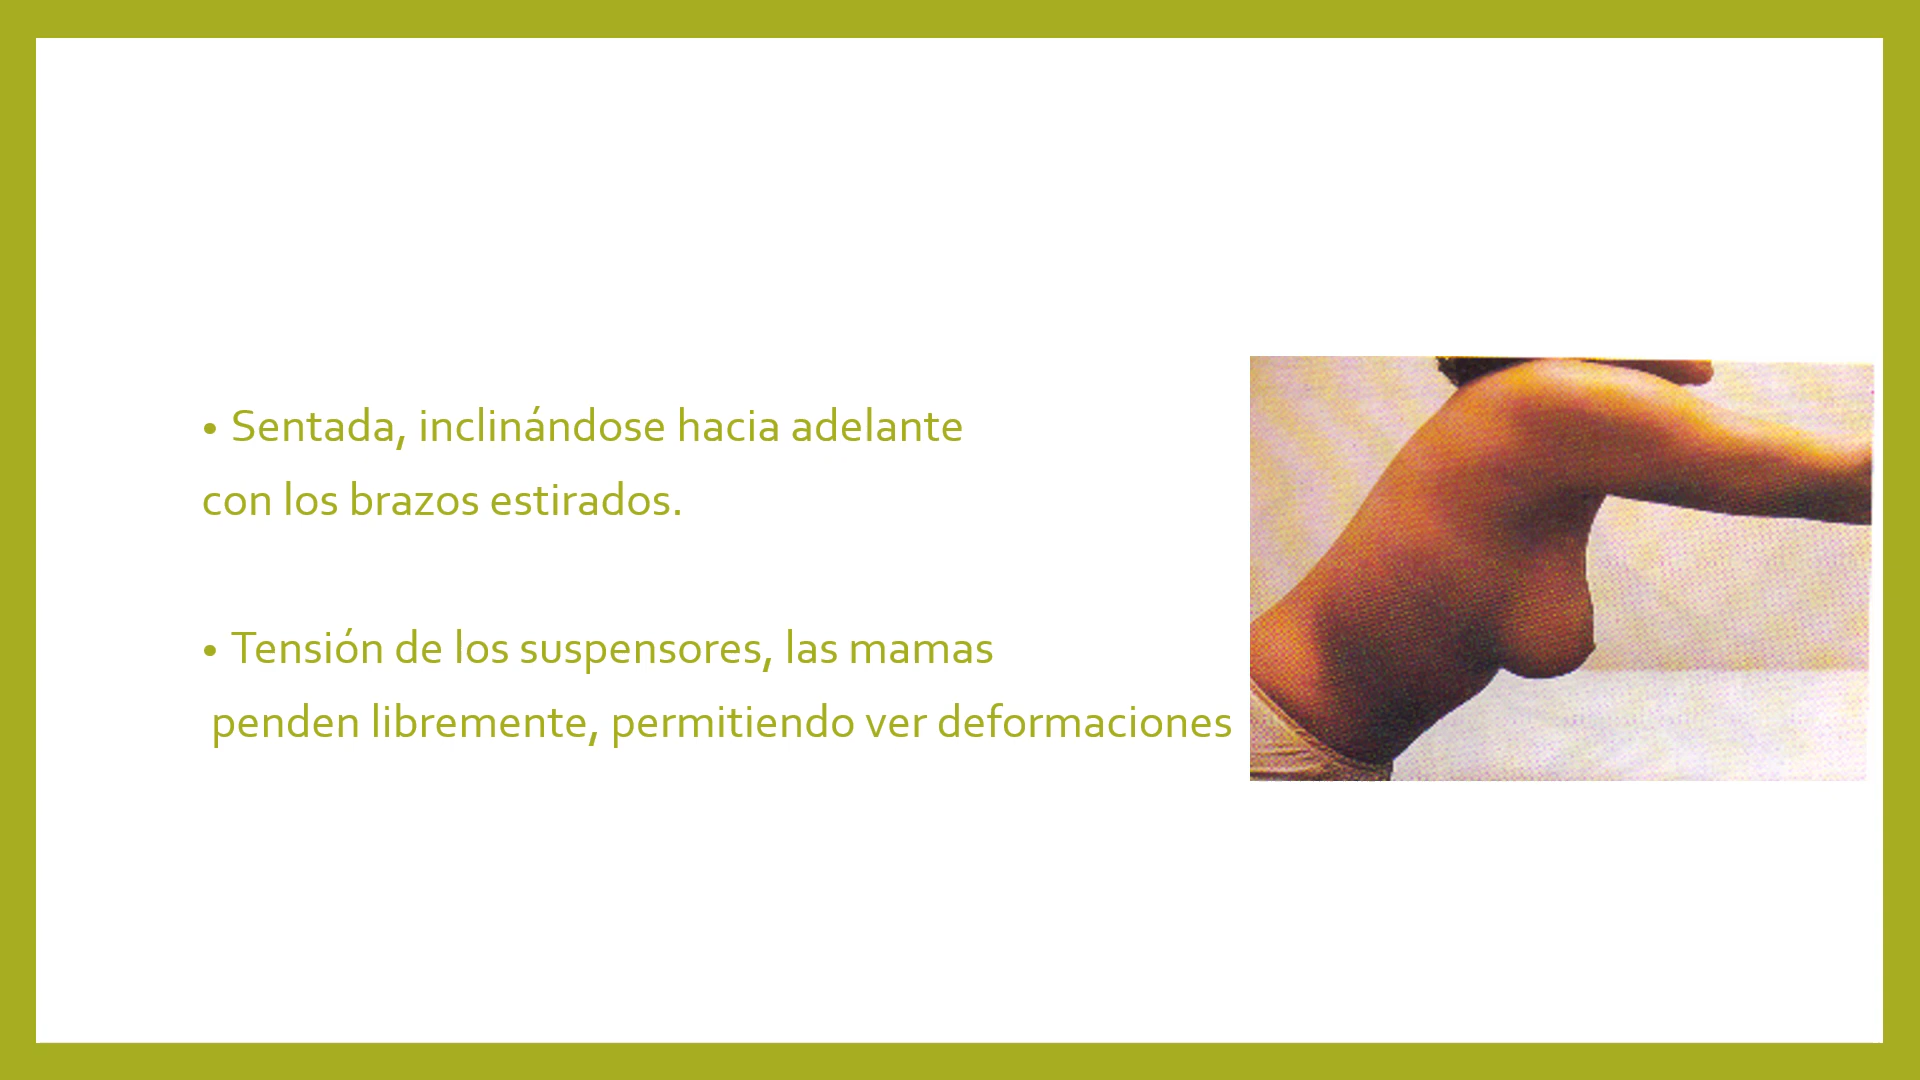 • Sentada, inclinándose hacia adelante
con los brazos estirados.
• Tensión de los suspensores, las mamas
penden libremente, permitiendo ver deformaciones